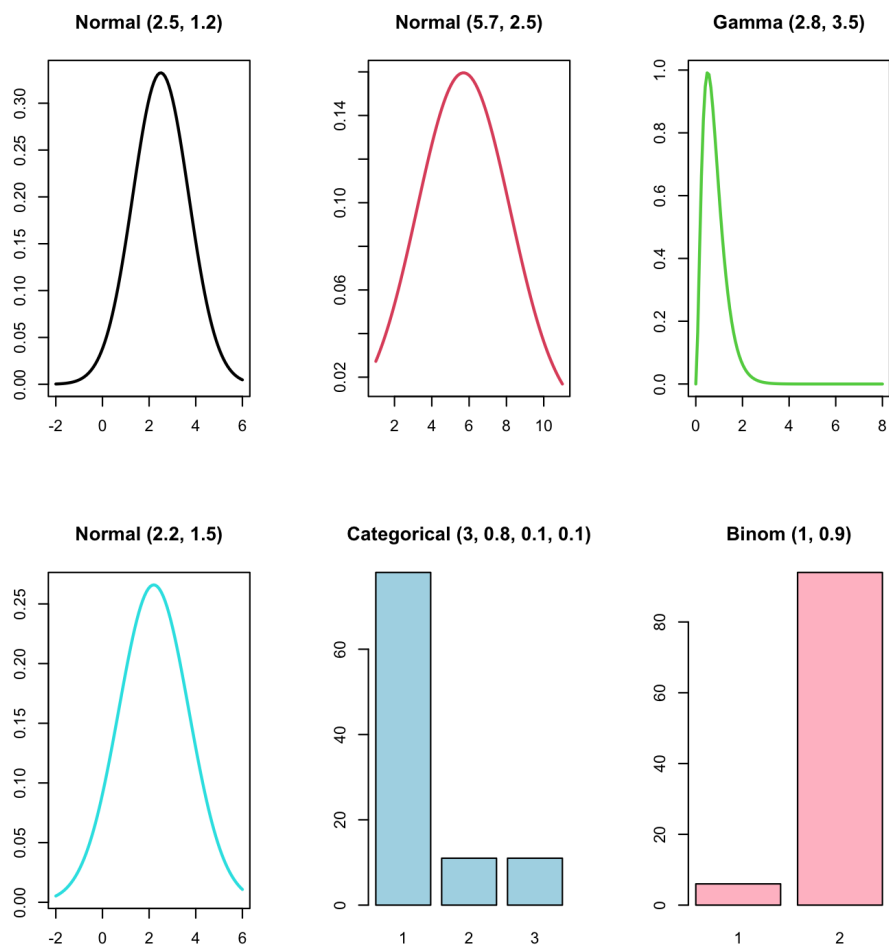 Normal (2.5, 1.2)
0.00 0.05 0.10 0.15 0.20 0.25 0.30
-2 0 2 4 6
Normal (5.7, 2.5)
0.02 0.06 0.10 0.14
2 4 6 8 10
Gamma (2.8, 3.5)
0.0 0.2 0.4 0.6 0.8 1.0
0 2 4 6 8
Normal (2.2, 1.5)
0.00 0.05 0.10 0.15 0.20 0.25
-2 0 2 4 6
Categorical (3, 0.8, 0.1, 0.1)
0 20 40 60
1 2 3
Binom (1, 0.9)
0 20 40 60 80
1 2